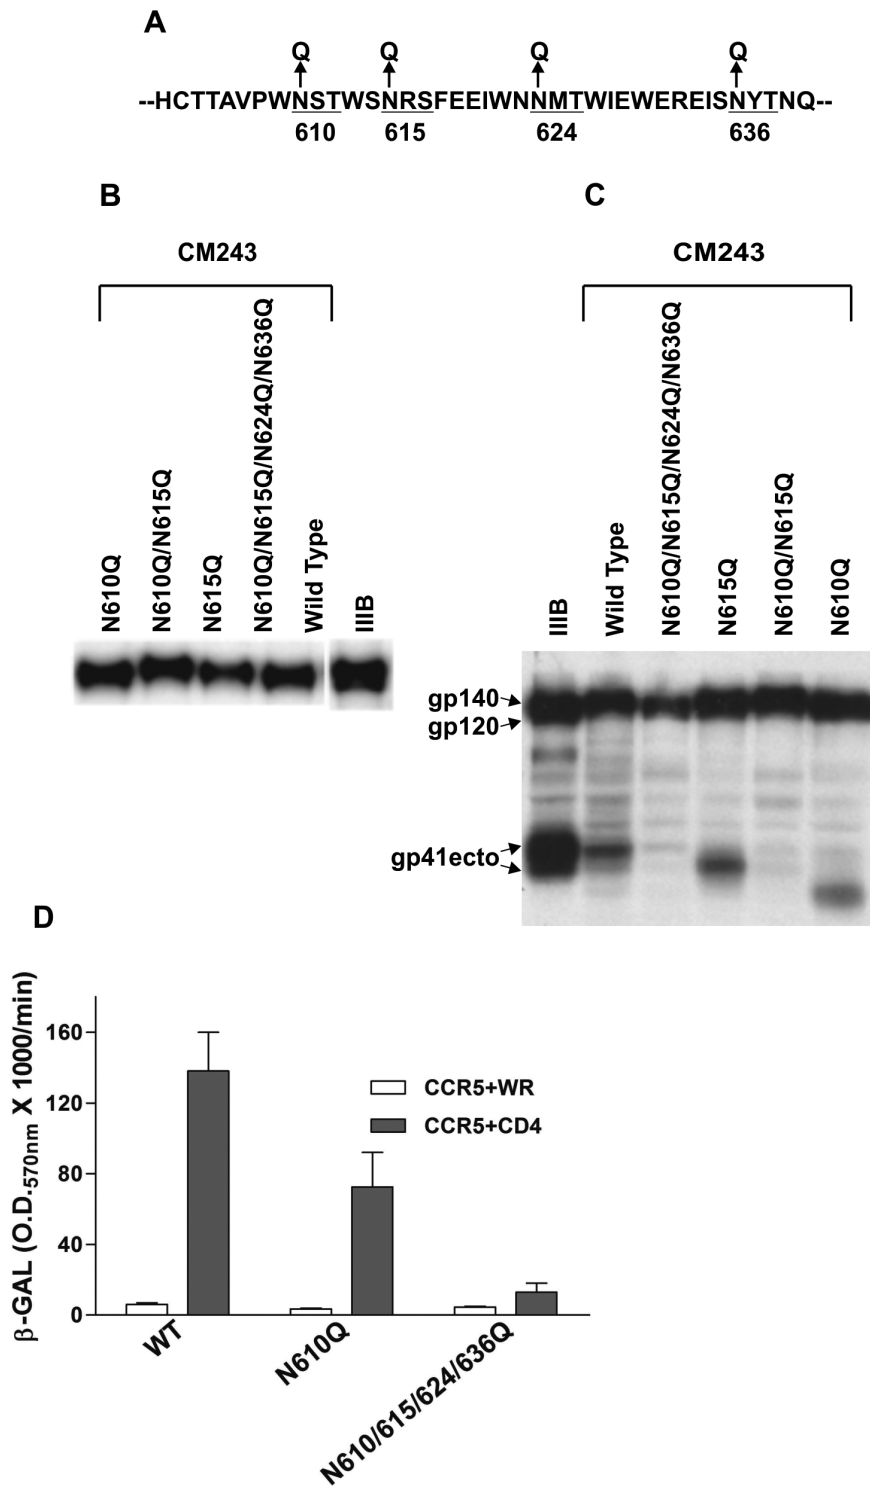 A
Q Q Q Q
--HCTTAVPWNSTWSNRSFEEIWNNMTWIEWEREISNYTNQ--
610 615 624 636
B
CM243
N610Q
N610Q/N615Q
N615Q
N610Q/N615Q/N624Q/N636Q
Wild Type
IIIB
C
CM243
IIIB
Wild Type
N610Q/N615Q/N624Q/N636Q
N615Q
N610Q/N615Q
N610Q
gp140
gp120
gp41ecto
D
β-GAL (O.D.570nm X 1000/min)
160
120
80
40
0
CCR5+WR
CCR5+CD4
WT
N610Q
N610/615/624/636Q